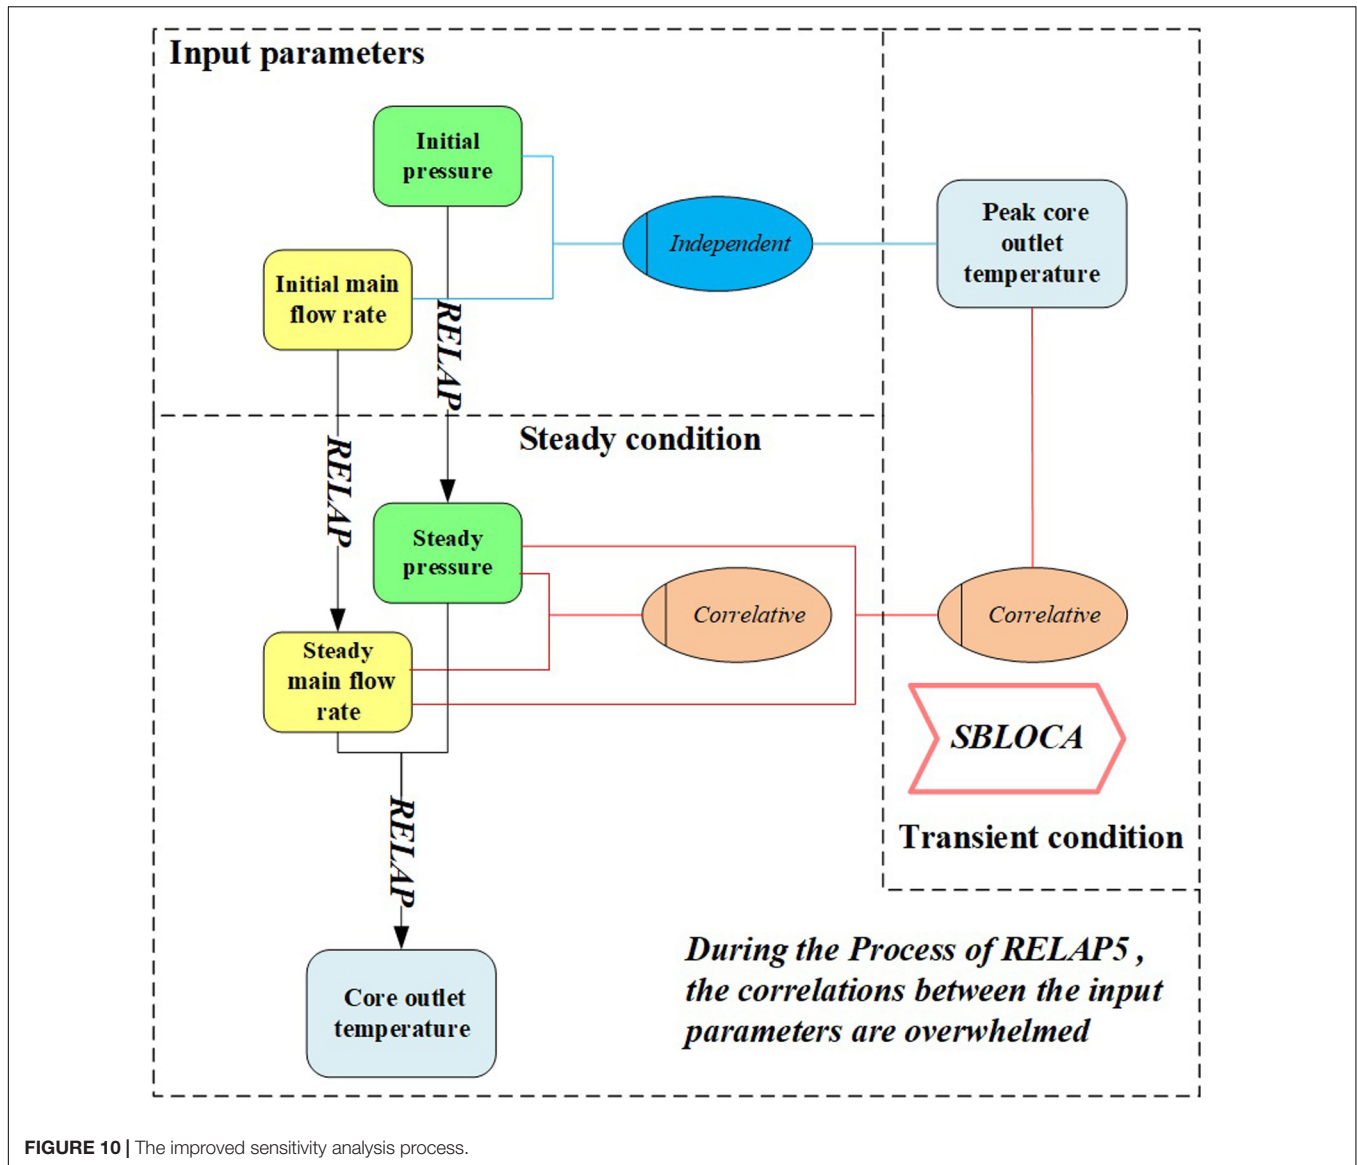 Input parameters
Initial
pressure
Initial main
flow rate
Independent
Peak core
outlet
temperature
RELAP
RELAP
Steady condition
Steady
pressure
Correlative
Correlative
Steady
main flow
rate
SBLOCA
Transient condition
RELAP
During the Process of RELAP5 ,
the correlations between the input
parameters are overwhelmed
Core outlet
temperature
FIGURE 10 | The improved sensitivity analysis process.